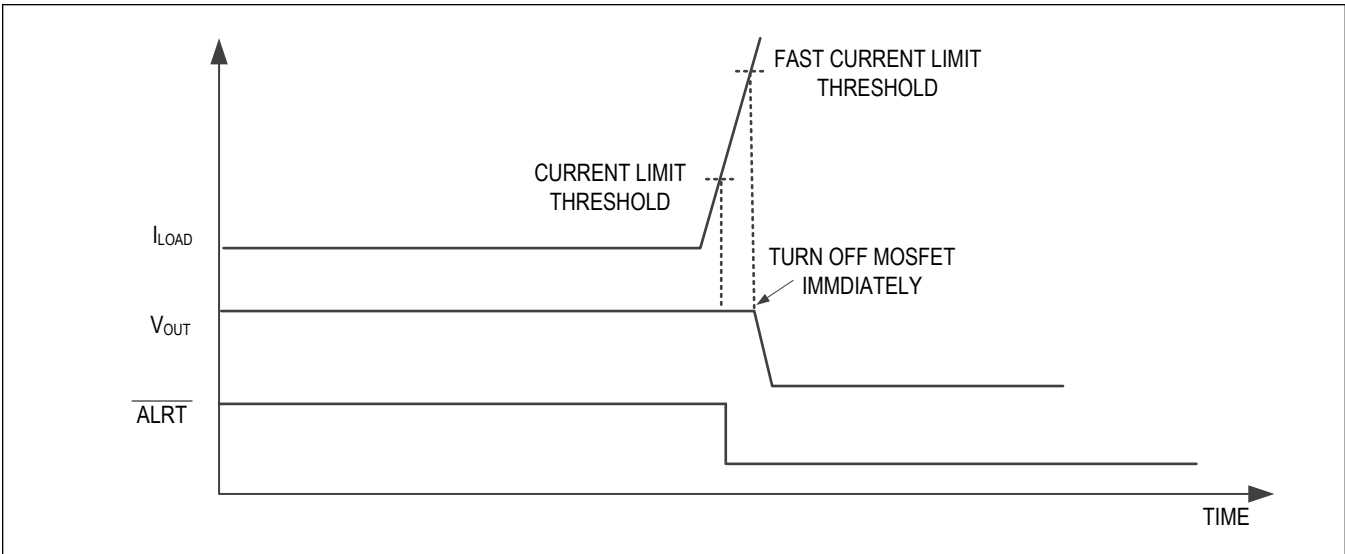 FAST CURRENT LIMIT
THRESHOLD
CURRENT LIMIT
THRESHOLD
ILOAD
TURN OFF MOSFET
IMMDIATELY
VOUT
ALRT
TIME